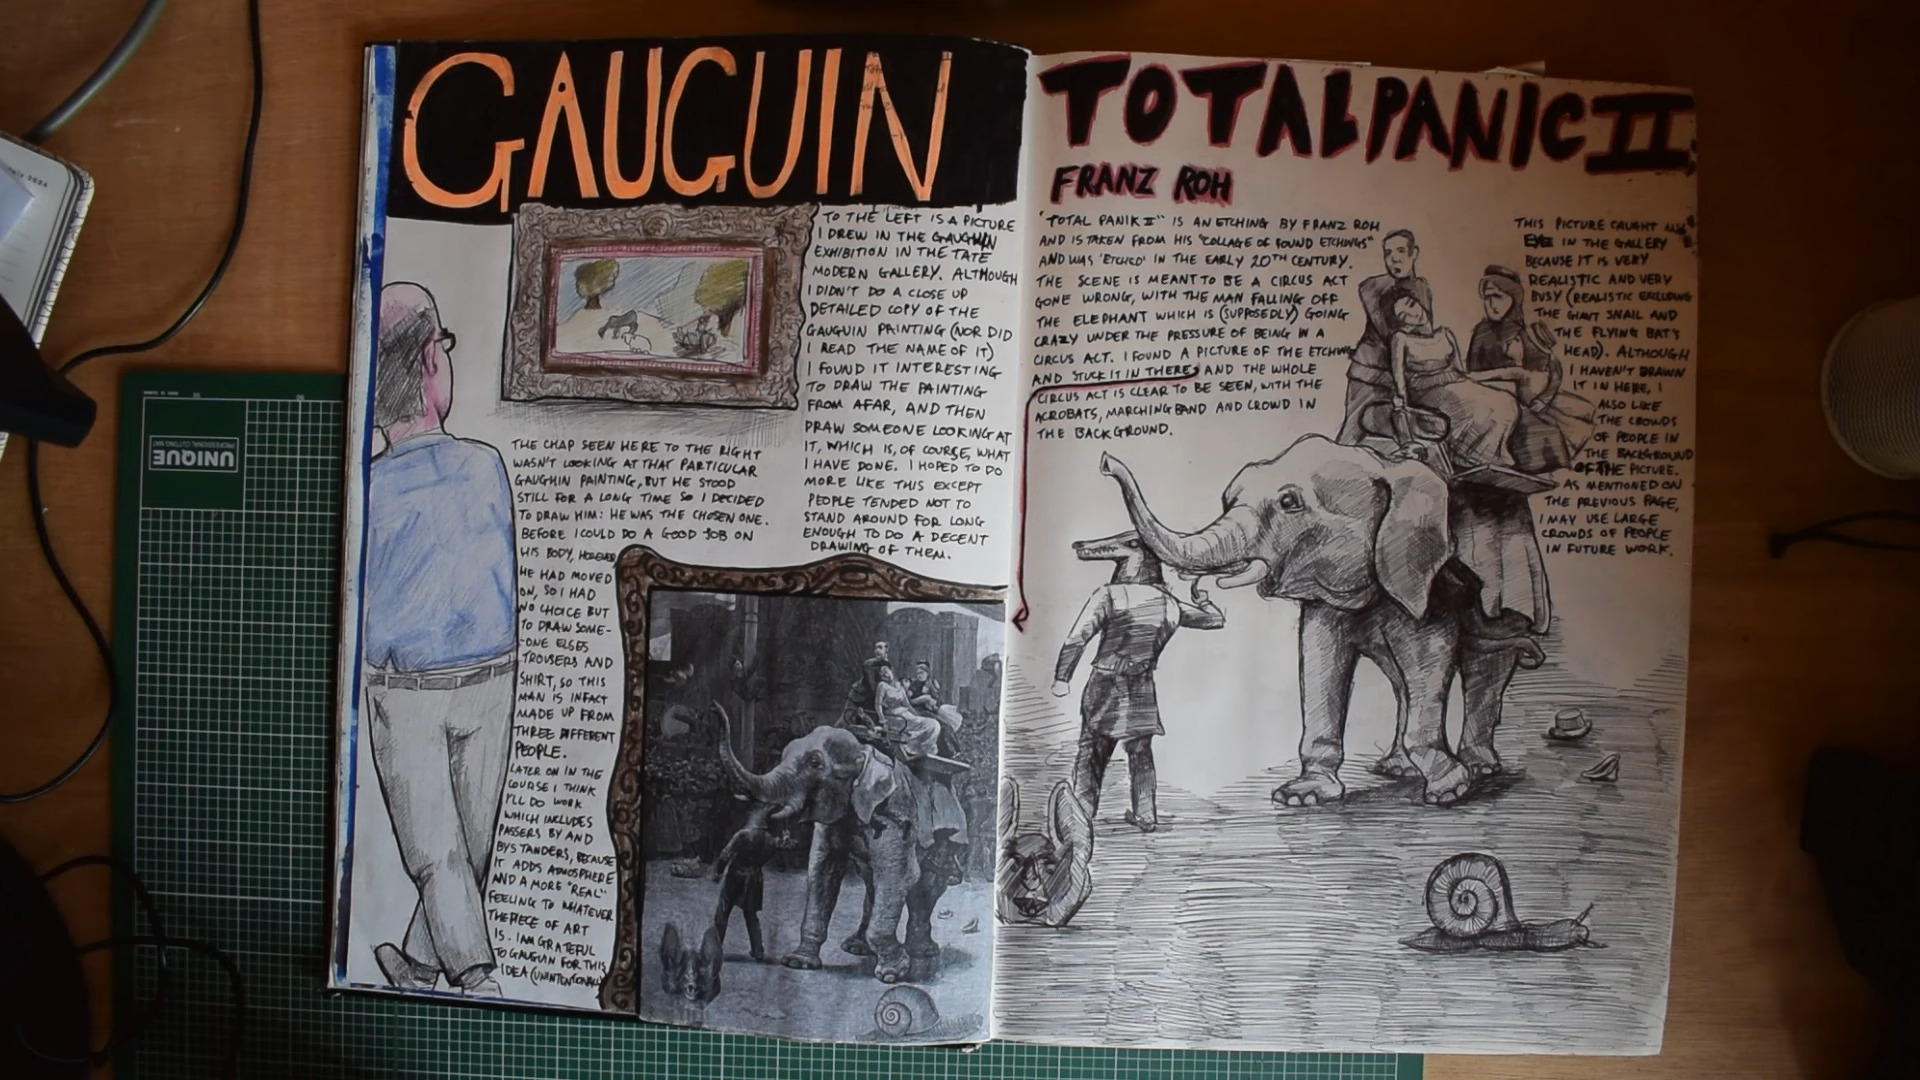 GAUGUIN
TO THE LEFT IS A PICTURE
I DREW IN THE GAUGHIN
EXHIBITION IN THE TATE
MODERN GALLERY. ALTHOUGH
I DIDN'T DO A CLOSE UP
DETAILED COPY OF THE
GAUGUIN PAINTING (NOR DID
I READ THE NAME OF IT)
I FOUND IT INTERESTING
TO DRAW THE PAINTING
FROM AFAR, AND THEN
DRAW SOMEONE LOOKING AT
IT, WHICH IS, OF COURSE, WHAT
I HAVE DONE. I HOPED TO DO
MORE LIKE THIS EXCEPT
PEOPLE TENDED NOT TO
STAND AROUND FOR LONG
ENOUGH TO DO A DECENT
DRAWING OF THEM.
THE CHAP SEEN HERE TO THE RIGHT
WASN'T LOOKING AT THAT PARTICULAR
GAUGHIN PAINTING, BUT HE STOOD
STILL FOR A LONG TIME SO I DECIDED
TO DRAW HIM: HE WAS THE CHOSEN ONE.
BEFORE I COULD DO A GOOD JOB ON
HIS BODY, HOWEVER,
HE HAD MOVED
ON, SO I HAD
NO CHOICE BUT
TO DRAW SOME-
-ONE ELSES
TROUSERS AND
SHIRT, SO THIS
MAN IS INFACT
MADE UP FROM
THREE DIFFERENT
PEOPLE.
LATER ON IN THE
COURSE I THINK
I'LL DO WORK
WHICH INCLUDES
PASSERS BY AND
BYSTANDERS, BECAUSE
IT ADDS ATMOSPHERE
AND A MORE "REAL"
FEELING TO WHATEVER
THE PIECE OF ART
IS. I AM GRATEFUL
TO GAUGUIN FOR THIS
IDEA (UNINTENTIONALLY)
TOTAL PANIC II
FRANZ ROH
"TOTAL PANIK II" IS AN ETCHING BY FRANZ ROH
AND IS TAKEN FROM HIS "COLLAGE OF FOUND ETCHINGS"
AND WAS 'ETCHED' IN THE EARLY 20TH CENTURY.
THE SCENE IS MEANT TO BE A CIRCUS ACT
GONE WRONG, WITH THE MAN FALLING OFF
THE ELEPHANT WHICH IS (SUPPOSEDLY) GOING
CRAZY UNDER THE PRESSURE OF BEING IN A
CIRCUS ACT. I FOUND A PICTURE OF THE ETCHING
AND STUCK IT IN THERE, AND THE WHOLE
CIRCUS ACT IS CLEAR TO BE SEEN, WITH THE
ACROBATS, MARCHING BAND AND CROWD IN
THE BACKGROUND.
THIS PICTURE CAUGHT MY
EYE IN THE GALLERY
BECAUSE IT IS VERY
REALISTIC AND VERY
BUSY (REALISTIC EXCLUDING
THE GIANT SNAIL AND
THE FLYING BAT'S
HEAD). ALTHOUGH
I HAVEN'T DRAWN
IT IN HERE, I
ALSO LIKE
THE CROWDS
OF PEOPLE IN
THE BACKGROUND
OF THE PICTURE.
AS MENTIONED ON
THE PREVIOUS PAGE,
I MAY USE LARGE
CROWDS OF PEOPLE
IN FUTURE WORK.
UNIQUE
PROFESSIONAL CUTTING MAT